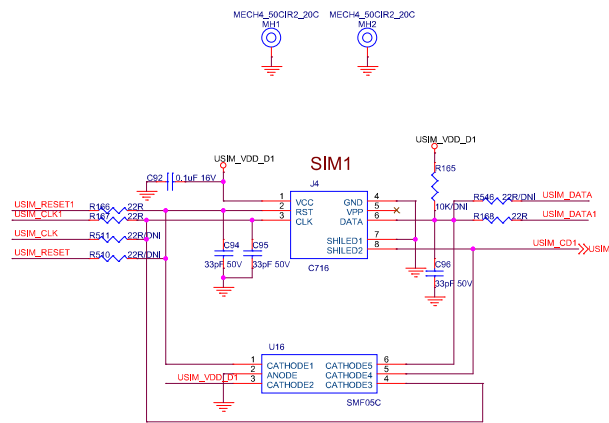 MECH4_50CIR2_20C MECH4_50CIR2_20C
MH1 MH2
USIM_VDD_D1
C92 0.1uF 16V USIM_VDD_D1
SIM1
R165
J4
10K/DNI
R546 22R/DNI USIM_DATA
USIM_RESET1 R166 22R
1 VCC GND 4
2 RST VPP 5
3 CLK DATA 6
USIM_CLK1 R167 22R
R168 22R USIM_DATA1
USIM_CLK R511 22R/DNI
SHILED1 7
SHILED2 8
USIM_CD1 USIM
C94 C95
USIM_RESET R510 22R/DNI
33pF 50V 33pF 50V
C716
C96
33pF 50V
U16
1 CATHODE1 CATHODE5 6
2 ANODE CATHODE4 5
USIM_VDD_D1 3 CATHODE2 CATHODE3 4
SMF05C